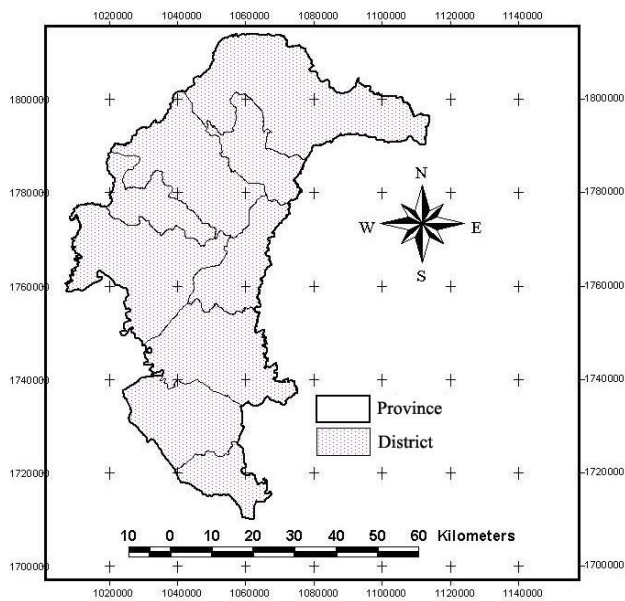 1020000 1040000 1060000 1080000 1100000 1120000 1140000
1800000 1800000
1780000 1780000
N
W E
S
1760000 1760000
1740000 1740000
Province
District
1720000 1720000
10 0 10 20 30 40 50 60 Kilometers
1700000 1700000
1020000 1040000 1060000 1080000 1100000 1120000 1140000